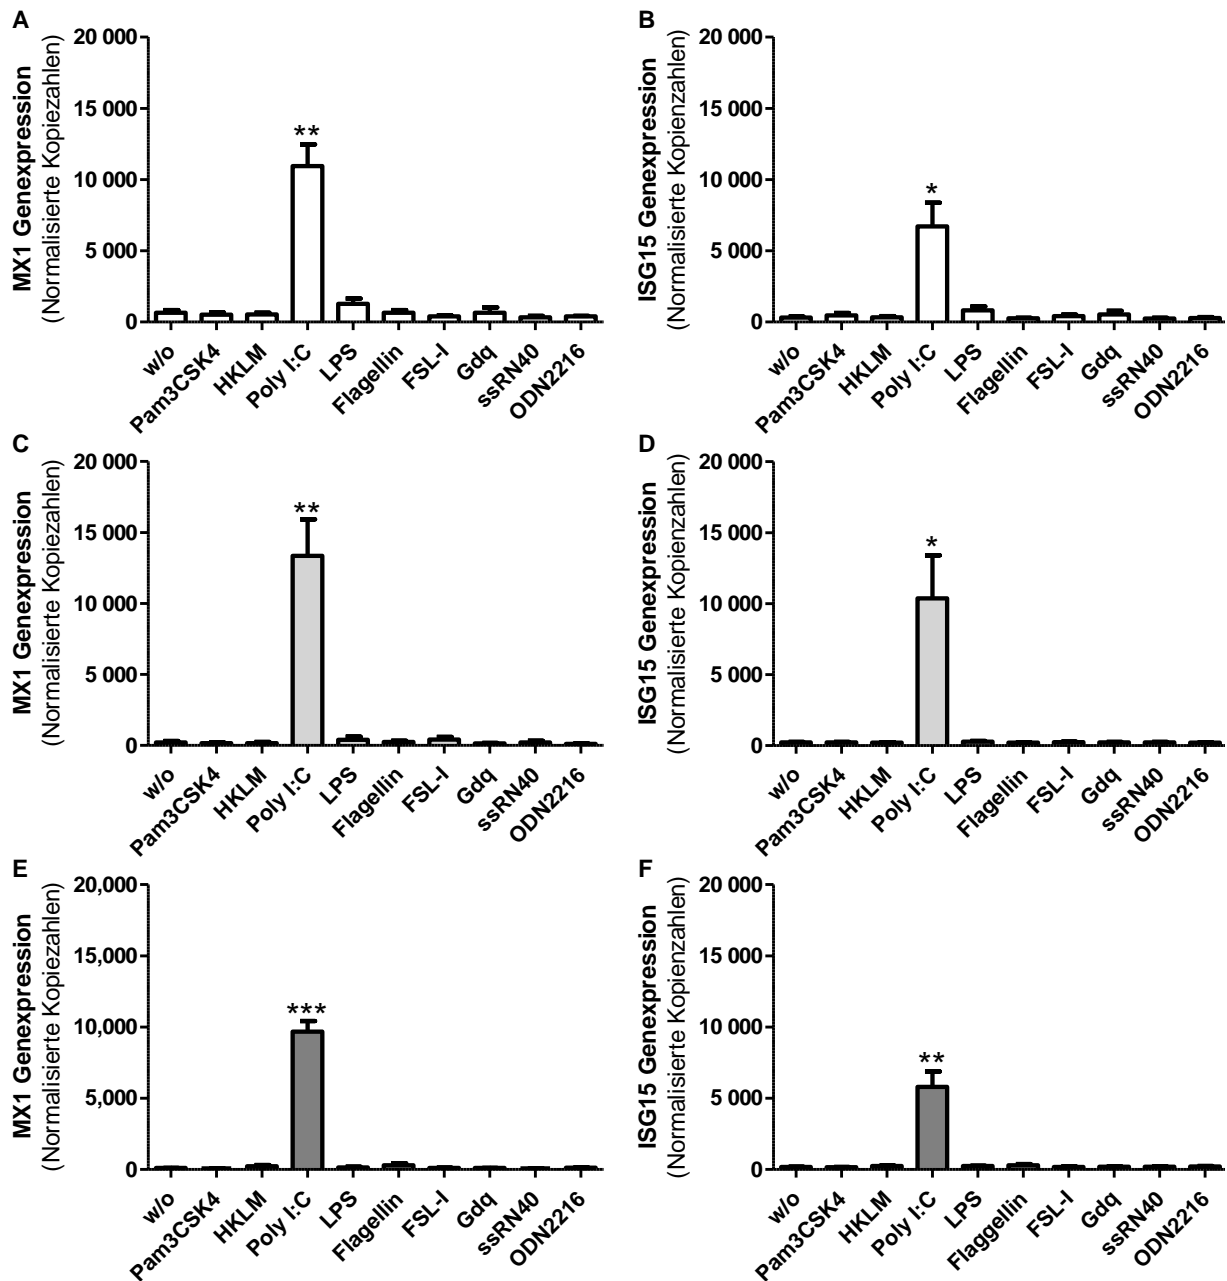 A
MX1 Genexpression
(Normalisierte Kopiezahlen)
20 000
15 000
10 000
5 000
0
**
w/o
Pam3CSK4
HKLM
Poly I:C
LPS
Flagellin
FSL-I
Gdq
ssRN40
ODN2216
B
ISG15 Genexpression
(Normalisierte Kopienzahlen)
20 000
15 000
10 000
5 000
0
*
w/o
Pam3CSK4
HKLM
Poly I:C
LPS
Flagellin
FSL-I
Gdq
ssRN40
ODN2216
C
MX1 Genexpression
(Normalisierte Kopiezahlen)
20 000
15 000
10 000
5 000
0
**
w/o
Pam3CSK4
HKLM
Poly I:C
LPS
Flagellin
FSL-I
Gdq
ssRN40
ODN2216
D
ISG15 Genexpression
(Normalisierte Kopienzahlen)
20 000
15 000
10 000
5 000
0
*
w/o
Pam3CSK4
HKLM
Poly I:C
LPS
Flagellin
FSL-I
Gdq
ssRN40
ODN2216
E
MX1 Genexpression
(Normalisierte Kopiezahlen)
20,000
15,000
10,000
5,000
0
***
w/o
Pam3CSK4
HKLM
Poly I:C
LPS
Flagellin
FSL-I
Gdq
ssRN40
ODN2216
F
ISG15 Genexpression
(Normalisierte Kopienzahlen)
20 000
15 000
10 000
5 000
0
**
w/o
Pam3CSK4
HKLM
Poly I:C
LPS
Flaggellin
FSL-I
Gdq
ssRN40
ODN2216